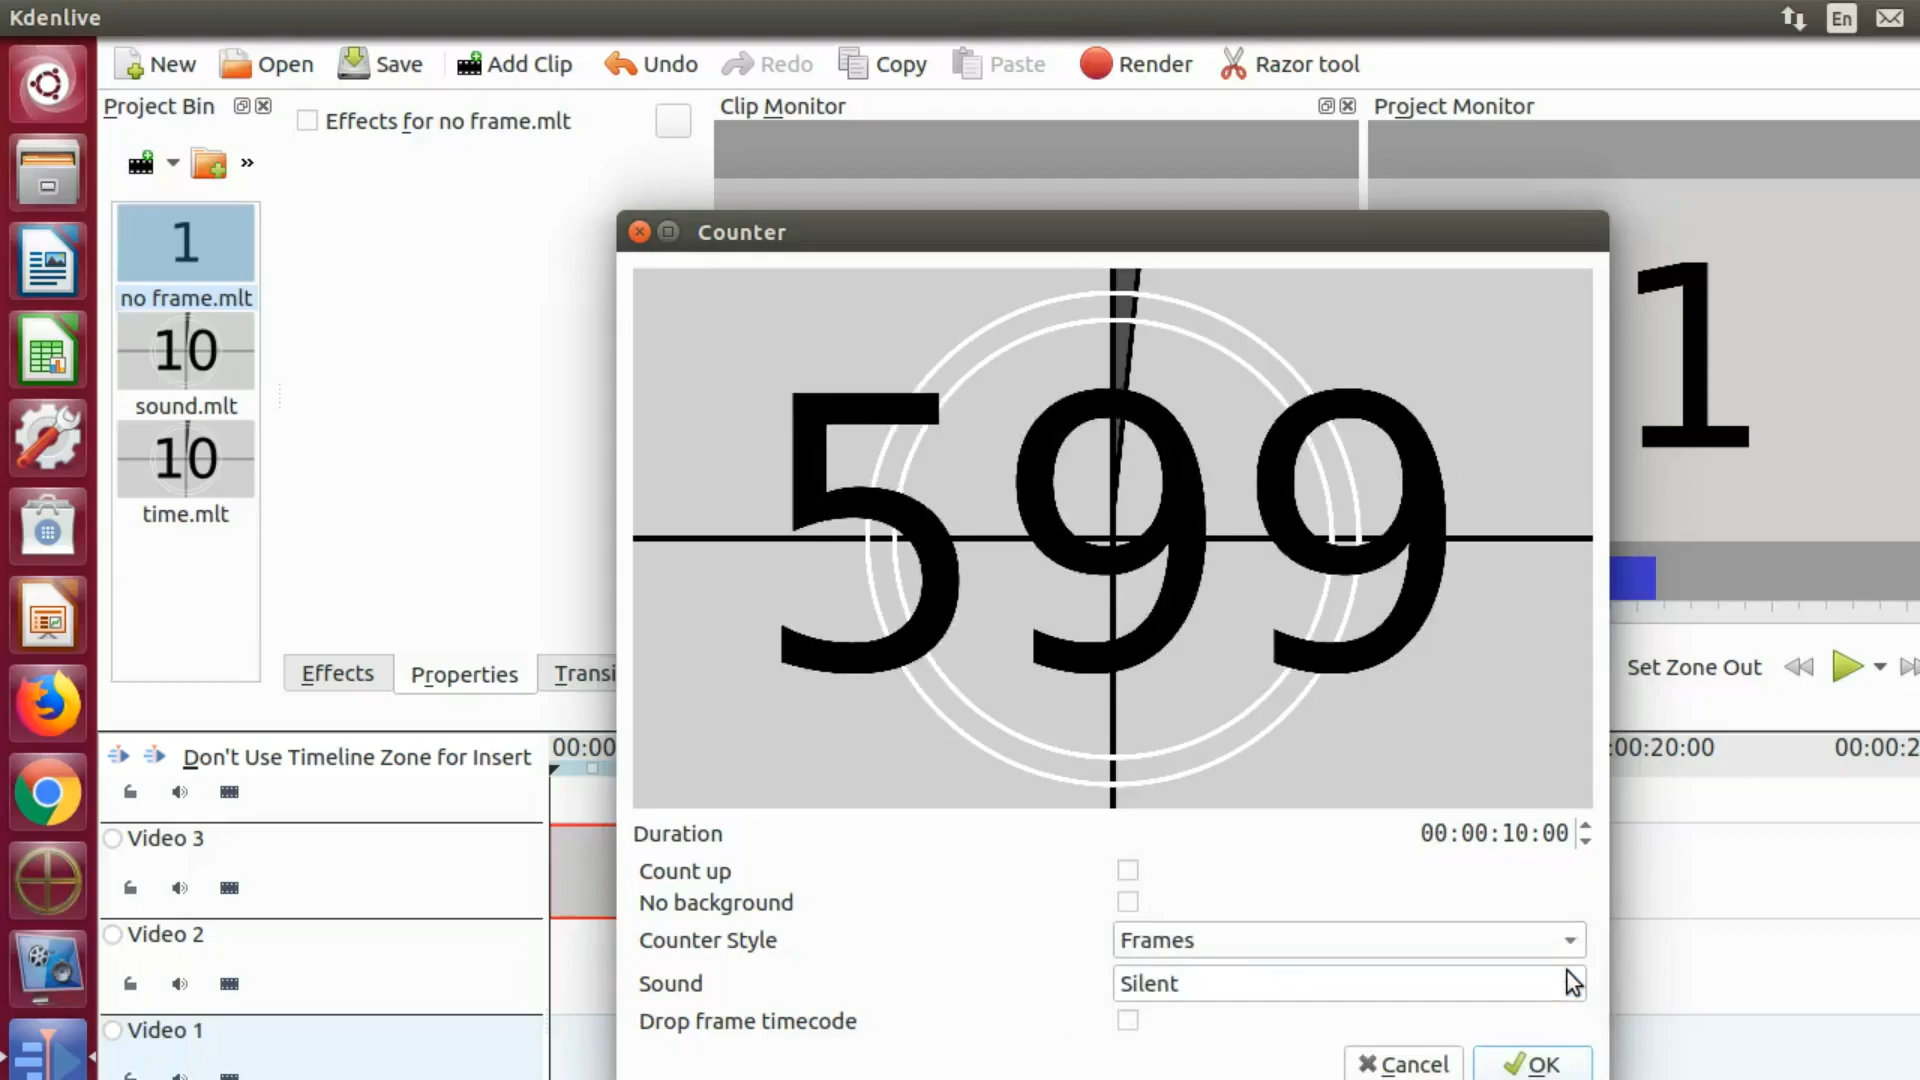 Kdenlive
En
New Open Save Add Clip Undo Redo Copy Paste Render Razor tool
Project Bin
Effects for no frame.mlt
Clip Monitor
Project Monitor
»
1
no frame.mlt
10
sound.mlt
10
time.mlt
Counter
599
1
Effects Properties Transi
Set Zone Out
Duration 00:00:10:00
Count up
No background
Counter Style Frames
Sound Silent
Drop frame timecode
Cancel OK
Don't Use Timeline Zone for Insert
00:00
:00:20:00 00:00:2
Video 3
Video 2
Video 1